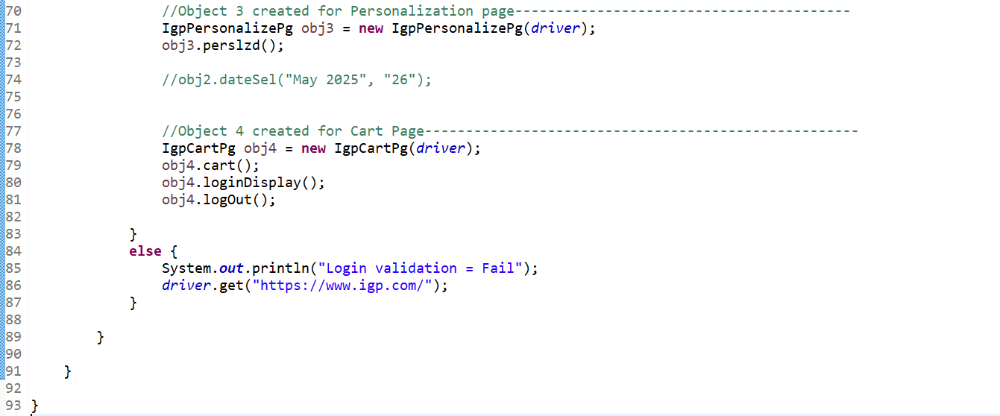 70 //Object 3 created for Personalization page-----------------------------------------
71 IgpPersonalizePg obj3 = new IgpPersonalizePg(driver);
72 obj3.perslzd();
73
74 //obj2.dateSel("May 2025", "26");
75
76
77 //Object 4 created for Cart Page-----------------------------------------------------
78 IgpCartPg obj4 = new IgpCartPg(driver);
79 obj4.cart();
80 obj4.loginDisplay();
81 obj4.logOut();
82
83 }
84 else {
85 System.out.println("Login validation = Fail");
86 driver.get("https://www.igp.com/");
87 }
88
89 }
90
91 }
92
93 }